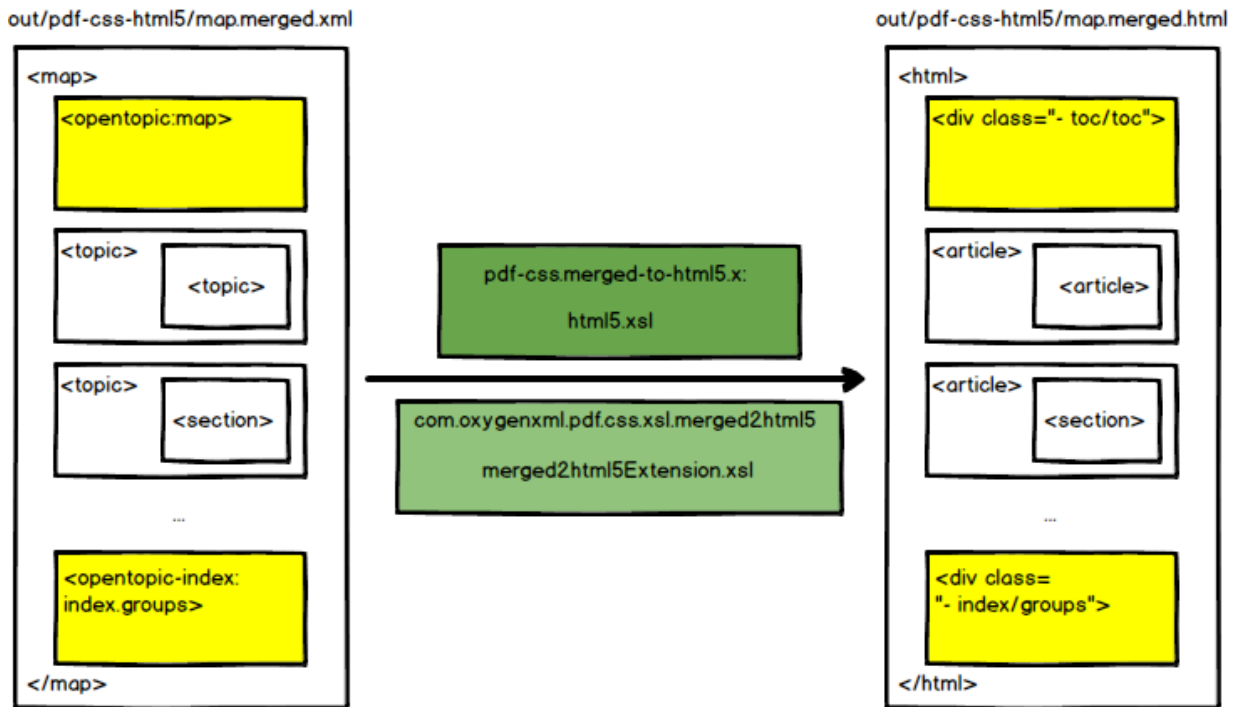 out/pdf-css-html5/map.merged.xml
<map>
<opentopic:map>
<topic>
<topic>
<topic>
<section>
...
<opentopic-index:
index.groups>
</map>
pdf-css.merged-to-html5.x:
html5.xsl
com.oxygenxml.pdf.css.xsl.merged2html5
merged2html5Extension.xsl
out/pdf-css-html5/map.merged.html
<html>
<div class="- toc/toc">
<article>
<article>
<article>
<section>
...
<div class=
"- index/groups">
</html>